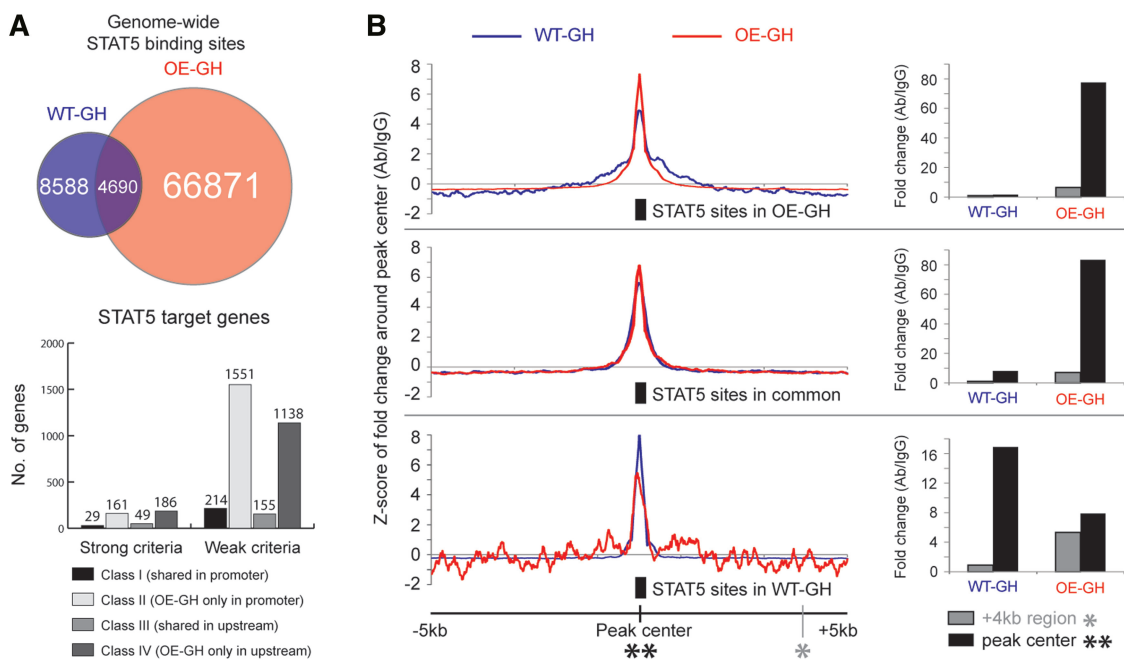 A
Genome-wide
STAT5 binding sites
OE-GH
WT-GH
8588
4690
66871
STAT5 target genes
No. of genes
2000
1500
1000
500
0
29
161
49
186
214
1551
155
1138
Strong criteria
Weak criteria
Class I (shared in promoter)
Class II (OE-GH only in promoter)
Class III (shared in upstream)
Class IV (OE-GH only in upstream)
B
WT-GH
OE-GH
Z-score of fold change around peak center (Ab/IgG)
8
6
4
2
0
-2
STAT5 sites in OE-GH
Fold change (Ab/IgG)
80
60
40
20
0
WT-GH
OE-GH
8
6
4
2
0
-2
STAT5 sites in common
Fold change (Ab/IgG)
80
60
40
20
0
WT-GH
OE-GH
8
6
4
2
0
-2
STAT5 sites in WT-GH
Fold change (Ab/IgG)
16
12
8
4
0
WT-GH
OE-GH
-5kb
Peak center
+5kb
**
*
+4kb region *
peak center **